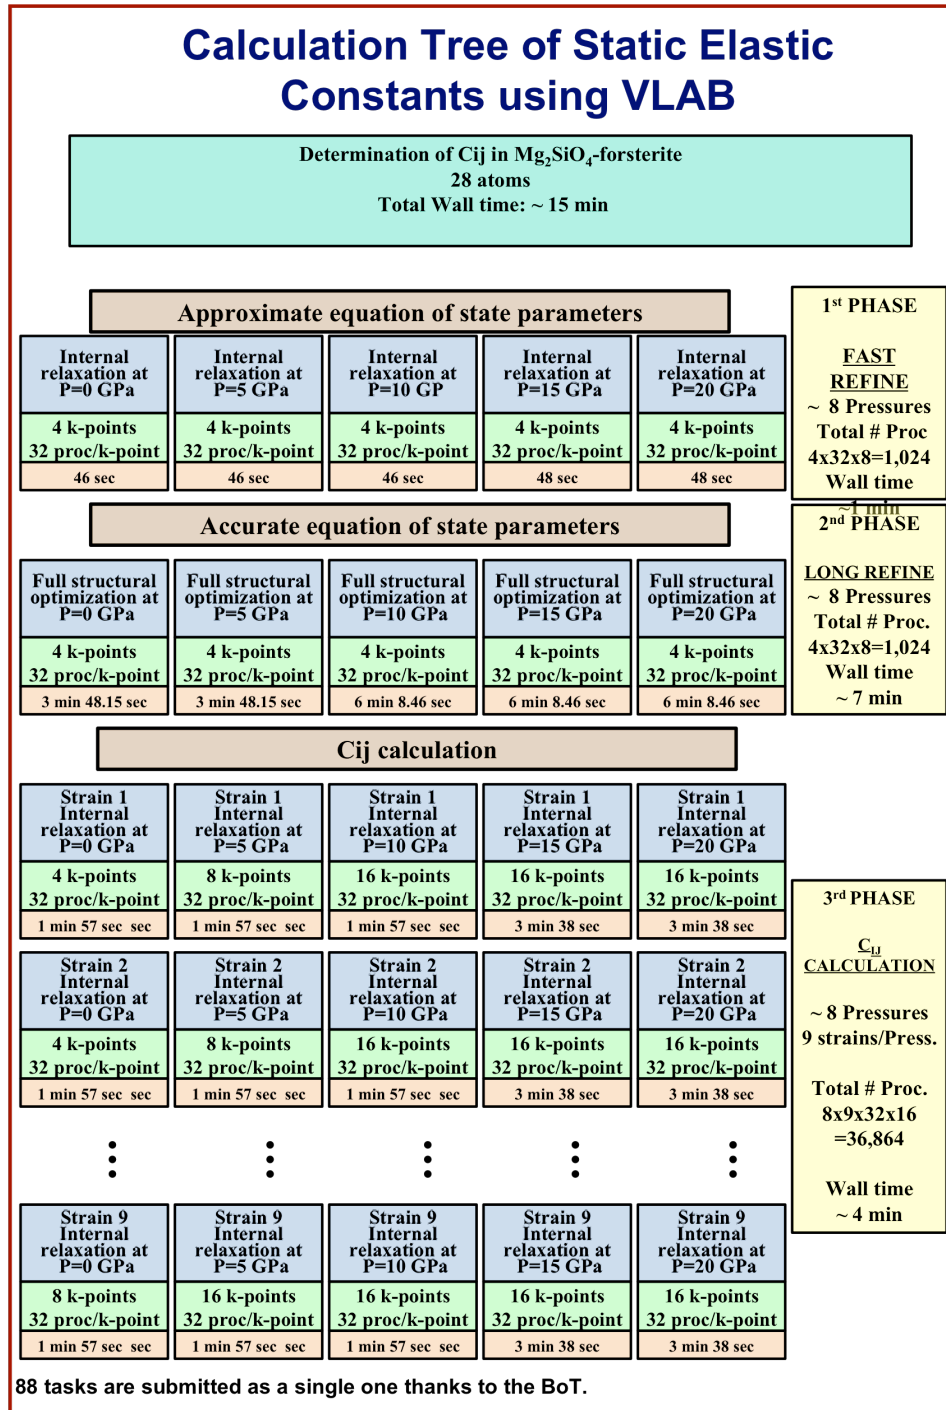 Calculation Tree of Static Elastic
Constants using VLAB
Determination of Cij in Mg₂SiO₄-forsterite
28 atoms
Total Wall time: ~ 15 min
Approximate equation of state parameters
Internal
relaxation at
P=0 GPa
4 k-points
32 proc/k-point
46 sec
Internal
relaxation at
P=5 GPa
4 k-points
32 proc/k-point
46 sec
Internal
relaxation at
P=10 GP
4 k-points
32 proc/k-point
46 sec
Internal
relaxation at
P=15 GPa
4 k-points
32 proc/k-point
48 sec
Internal
relaxation at
P=20 GPa
4 k-points
32 proc/k-point
48 sec
1st PHASE
FAST
REFINE
~ 8 Pressures
Total # Proc
4x32x8=1,024
Wall time
~1 min
Accurate equation of state parameters
Full structural
optimization at
P=0 GPa
4 k-points
32 proc/k-point
3 min 48.15 sec
Full structural
optimization at
P=5 GPa
4 k-points
32 proc/k-point
3 min 48.15 sec
Full structural
optimization at
P=10 GPa
4 k-points
32 proc/k-point
6 min 8.46 sec
Full structural
optimization at
P=15 GPa
4 k-points
32 proc/k-point
6 min 8.46 sec
Full structural
optimization at
P=20 GPa
4 k-points
32 proc/k-point
6 min 8.46 sec
2nd PHASE
LONG REFINE
~ 8 Pressures
Total # Proc.
4x32x8=1,024
Wall time
~ 7 min
Cij calculation
Strain 1
Internal
relaxation at
P=0 GPa
4 k-points
32 proc/k-point
1 min 57 sec sec
Strain 1
Internal
relaxation at
P=5 GPa
8 k-points
32 proc/k-point
1 min 57 sec sec
Strain 1
Internal
relaxation at
P=10 GPa
16 k-points
32 proc/k-point
1 min 57 sec sec
Strain 1
Internal
relaxation at
P=15 GPa
16 k-points
32 proc/k-point
3 min 38 sec
Strain 1
Internal
relaxation at
P=20 GPa
16 k-points
32 proc/k-point
3 min 38 sec
Strain 2
Internal
relaxation at
P=0 GPa
4 k-points
32 proc/k-point
1 min 57 sec sec
Strain 2
Internal
relaxation at
P=5 GPa
8 k-points
32 proc/k-point
1 min 57 sec sec
Strain 2
Internal
relaxation at
P=10 GPa
16 k-points
32 proc/k-point
1 min 57 sec sec
Strain 2
Internal
relaxation at
P=15 GPa
16 k-points
32 proc/k-point
3 min 38 sec
Strain 2
Internal
relaxation at
P=20 GPa
16 k-points
32 proc/k-point
3 min 38 sec
Strain 9
Internal
relaxation at
P=0 GPa
8 k-points
32 proc/k-point
1 min 57 sec sec
Strain 9
Internal
relaxation at
P=5 GPa
16 k-points
32 proc/k-point
1 min 57 sec sec
Strain 9
Internal
relaxation at
P=10 GPa
16 k-points
32 proc/k-point
1 min 57 sec sec
Strain 9
Internal
relaxation at
P=15 GPa
16 k-points
32 proc/k-point
3 min 38 sec
Strain 9
Internal
relaxation at
P=20 GPa
16 k-points
32 proc/k-point
3 min 38 sec
3rd PHASE
CIJ
CALCULATION
~ 8 Pressures
9 strains/Press.
Total # Proc.
8x9x32x16
=36,864
Wall time
~ 4 min
88 tasks are submitted as a single one thanks to the BoT.